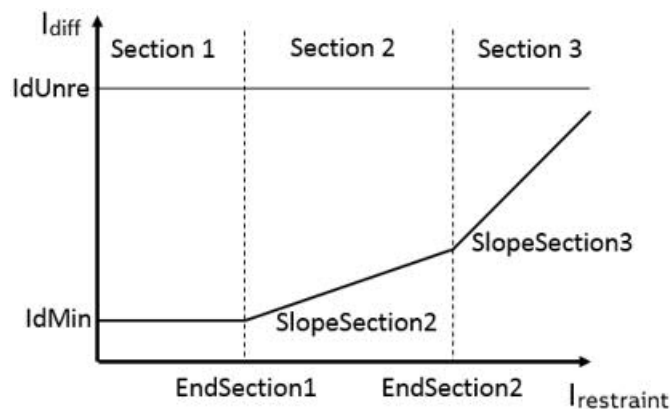 Idiff
Section 1
Section 2
Section 3
IdUnre
SlopeSection3
IdMin
SlopeSection2
EndSection1
EndSection2
Irestraint